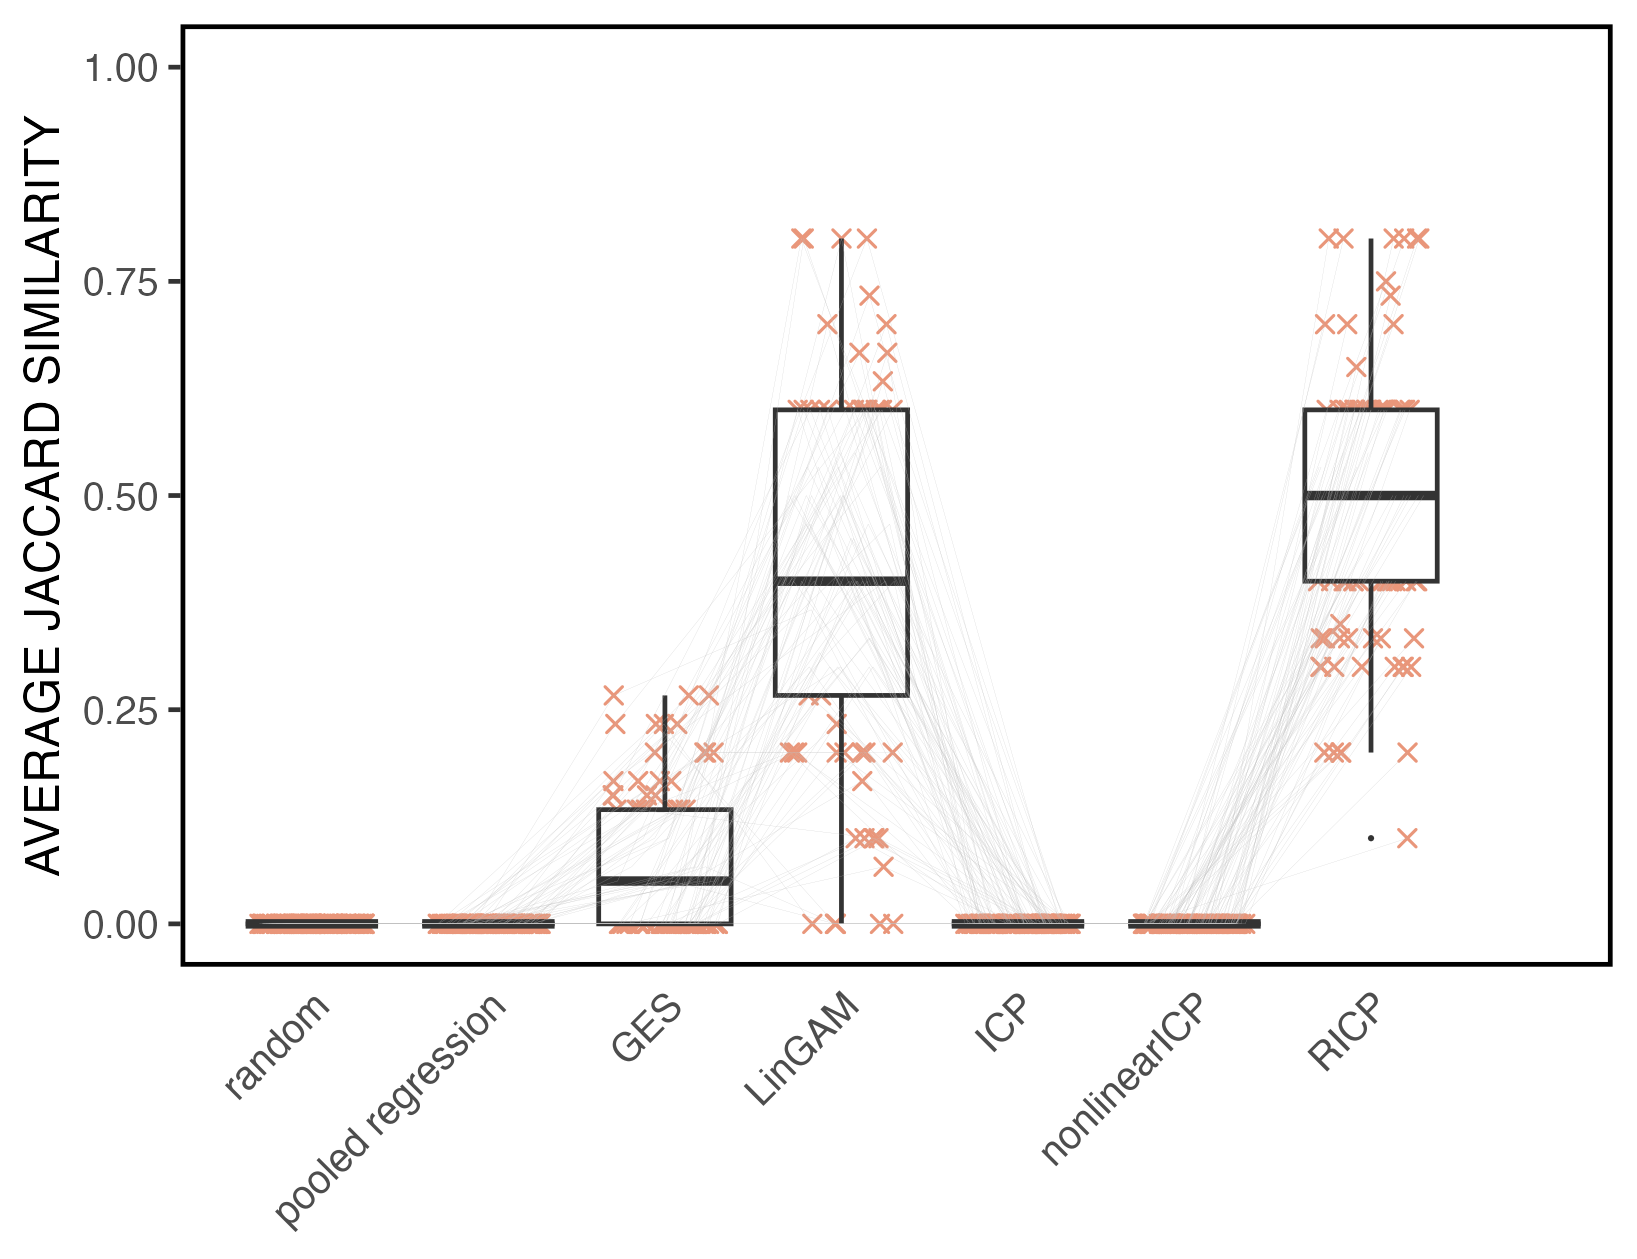 AVERAGE JACCARD SIMILARITY
1.00
0.75
0.50
0.25
0.00
random
pooled regression
GES
LinGAM
ICP
nonlinearICP
RICP